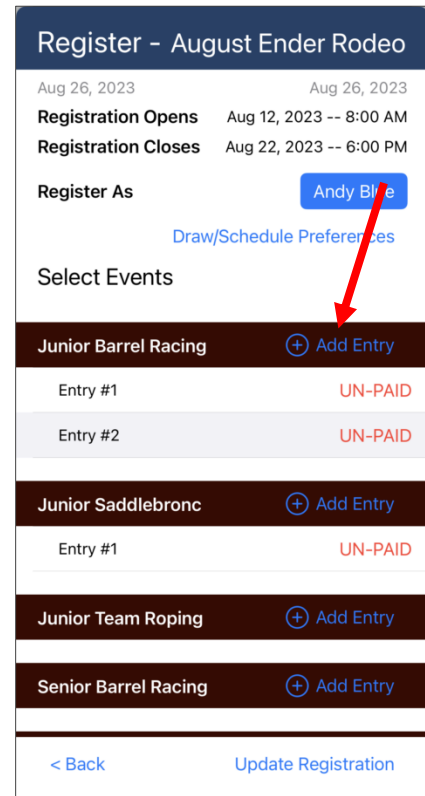 Register - August Ender Rodeo
Aug 26, 2023 Aug 26, 2023
Registration Opens Aug 12, 2023 -- 8:00 AM
Registration Closes Aug 22, 2023 -- 6:00 PM
Register As Andy Blue
Draw/Schedule Preferences
Select Events
Junior Barrel Racing + Add Entry
Entry #1 UN-PAID
Entry #2 UN-PAID
Junior Saddlebronc + Add Entry
Entry #1 UN-PAID
Junior Team Roping + Add Entry
Senior Barrel Racing + Add Entry
< Back Update Registration